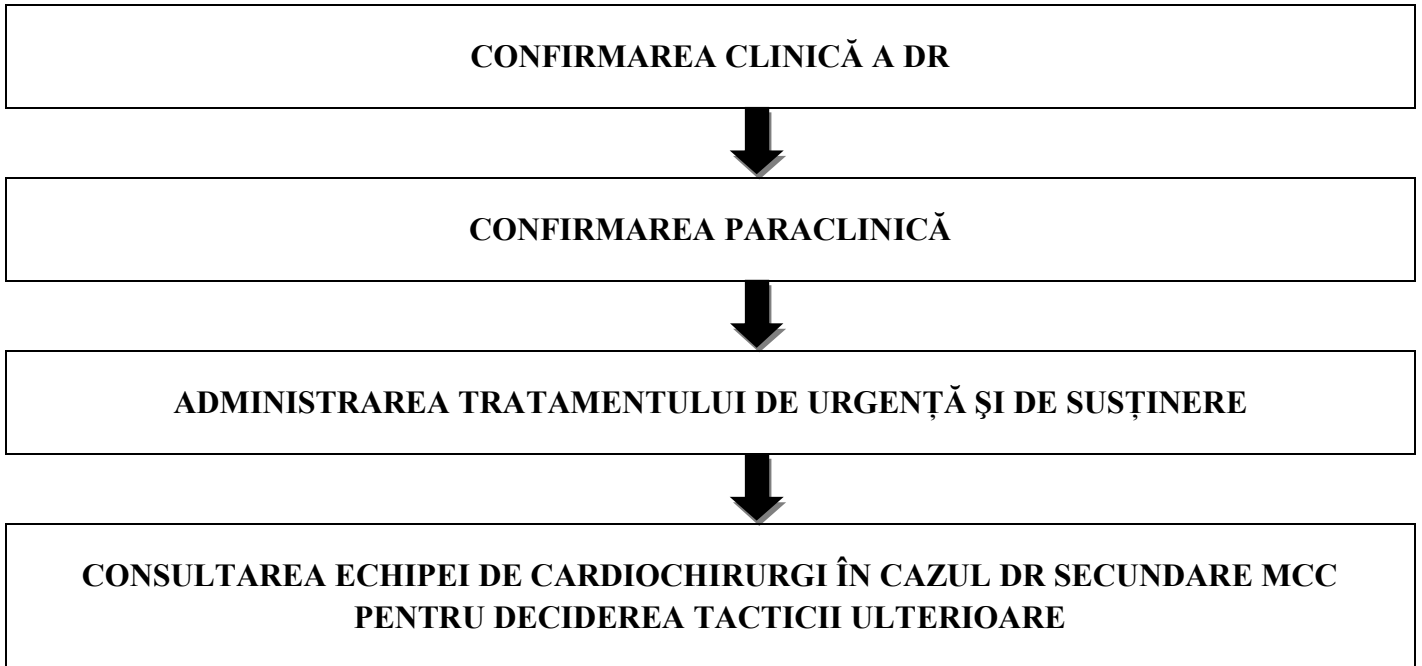 CONFIRMAREA CLINICĂ A DR
CONFIRMAREA PARACLINICĂ
ADMINISTRAREA TRATAMENTULUI DE URGENȚĂ ŞI DE SUSȚINERE
CONSULTAREA ECHIPEI DE CARDIOCHIRURGI ÎN CAZUL DR SECUNDARE MCC
PENTRU DECIDEREA TACTICII ULTERIOARE